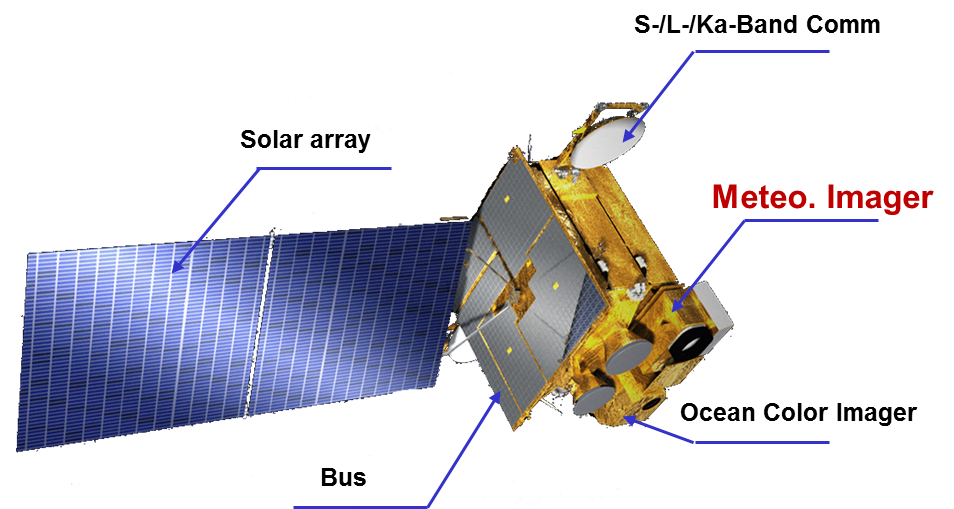 S-/L-/Ka-Band Comm
Solar array
Meteo. Imager
Ocean Color Imager
Bus